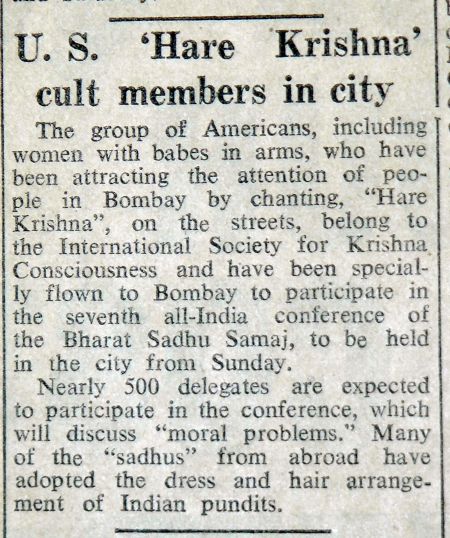 U. S. 'Hare Krishna'
cult members in city
The group of Americans, including
women with babes in arms, who have
been attracting the attention of peo-
ple in Bombay by chanting, "Hare
Krishna", on the streets, belong to
the International Society for Krishna
Consciousness and have been special-
ly flown to Bombay to participate in
the seventh all-India conference of
the Bharat Sadhu Samaj, to be held
in the city from Sunday.
Nearly 500 delegates are expected
to participate in the conference, which
will discuss "moral problems." Many
of the "sadhus" from abroad have
adopted the dress and hair arrange-
ment of Indian pundits.